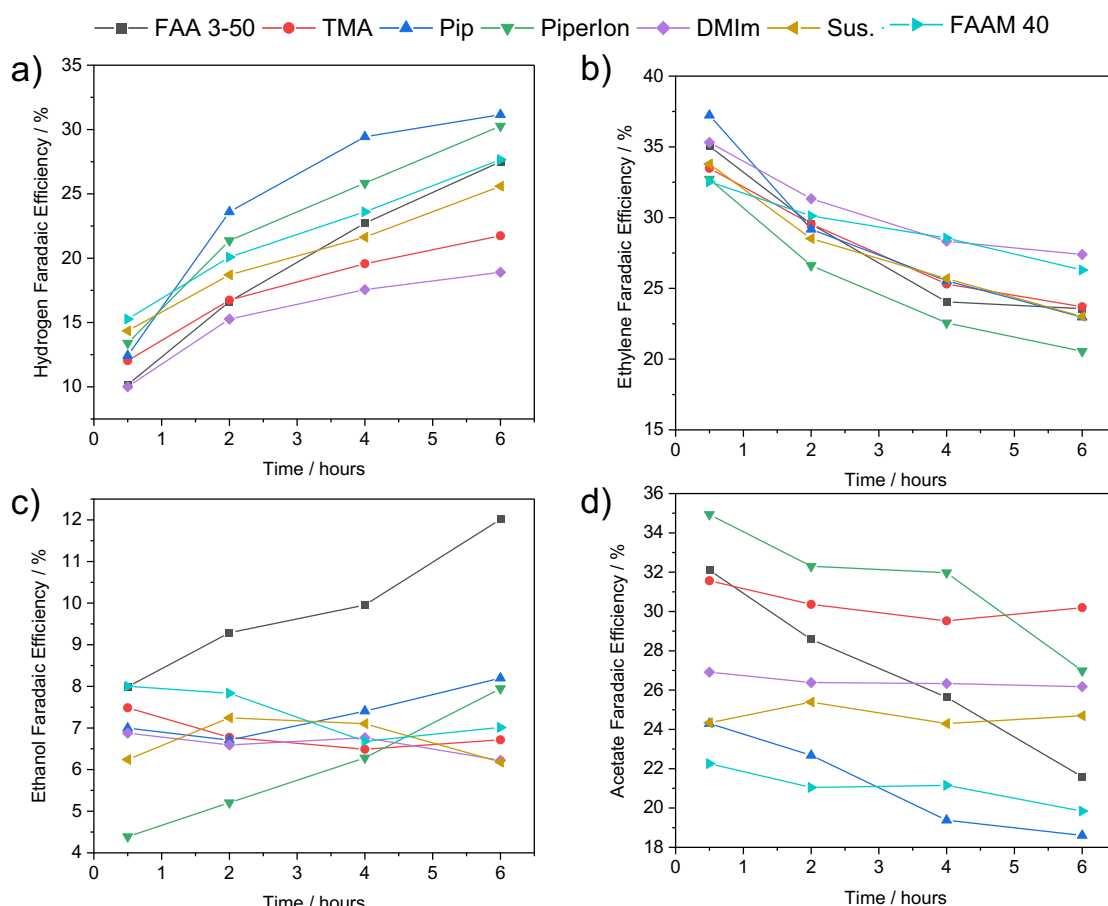 FAA 3-50 TMA Pip PiperIon DMIm Sus. FAAM 40
a)
Hydrogen Faradaic Efficiency / %
35
30
25
20
15
10
0 1 2 3 4 5 6
Time / hours
b)
Ethylene Faradaic Efficiency / %
40
35
30
25
20
15
0 1 2 3 4 5 6
Time / hours
c)
Ethanol Faradaic Efficiency / %
12
11
10
9
8
7
6
5
4
0 1 2 3 4 5 6
Time / hours
d)
Acetate Faradaic Efficiency / %
36
34
32
30
28
26
24
22
20
18
0 1 2 3 4 5 6
Time / hours